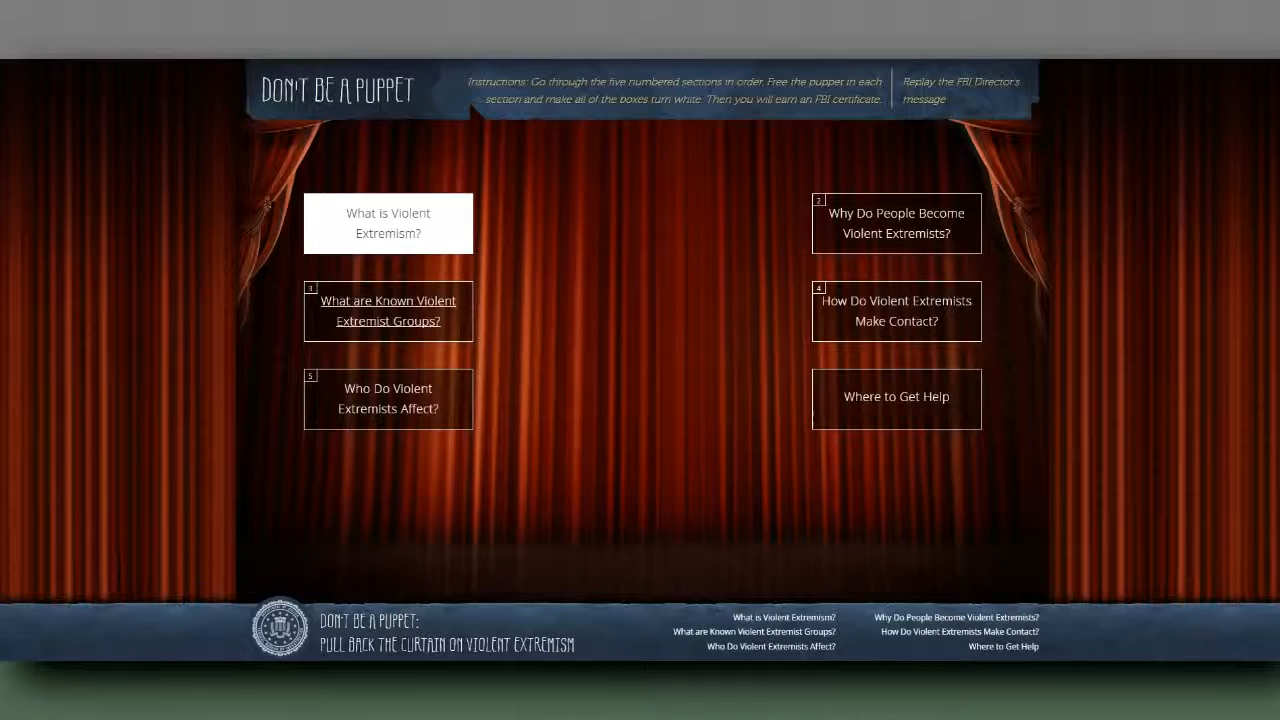 DON'T BE A PUPPET
Instructions: Go through the five numbered sections in order. Free the puppet in each
section and make all of the boxes turn white. Then you will earn an FBI certificate.
Replay the FBI Director's
message
What is Violent
Extremism?
2
Why Do People Become
Violent Extremists?
3
What are Known Violent
Extremist Groups?
4
How Do Violent Extremists
Make Contact?
5
Who Do Violent
Extremists Affect?
Where to Get Help
DON'T BE A PUPPET:
PULL BACK THE CURTAIN ON VIOLENT EXTREMISM
What is Violent Extremism?
What are Known Violent Extremist Groups?
Who Do Violent Extremists Affect?
Why Do People Become Violent Extremists?
How Do Violent Extremists Make Contact?
Where to Get Help